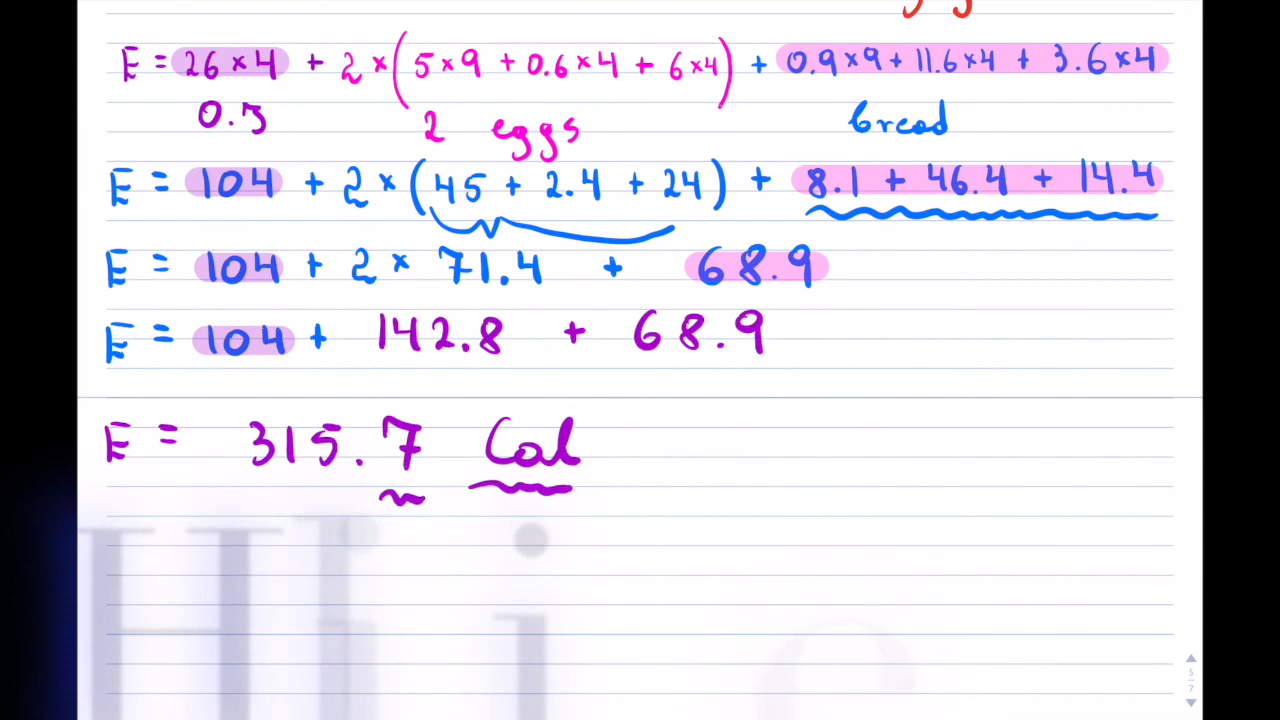 E = 26 × 4 + 2 × ( 5 × 9 + 0.6 × 4 + 6 × 4 ) + 0.9 × 9 + 11.6 × 4 + 3.6 × 4
2 eggs bread
E = 104 + 2 × ( 45 + 2.4 + 24 ) + 8.1 + 46.4 + 14.4
E = 104 + 2 × 71.4 + 68.9
E = 104 + 142.8 + 68.9
E = 315.7 Cal
5
7